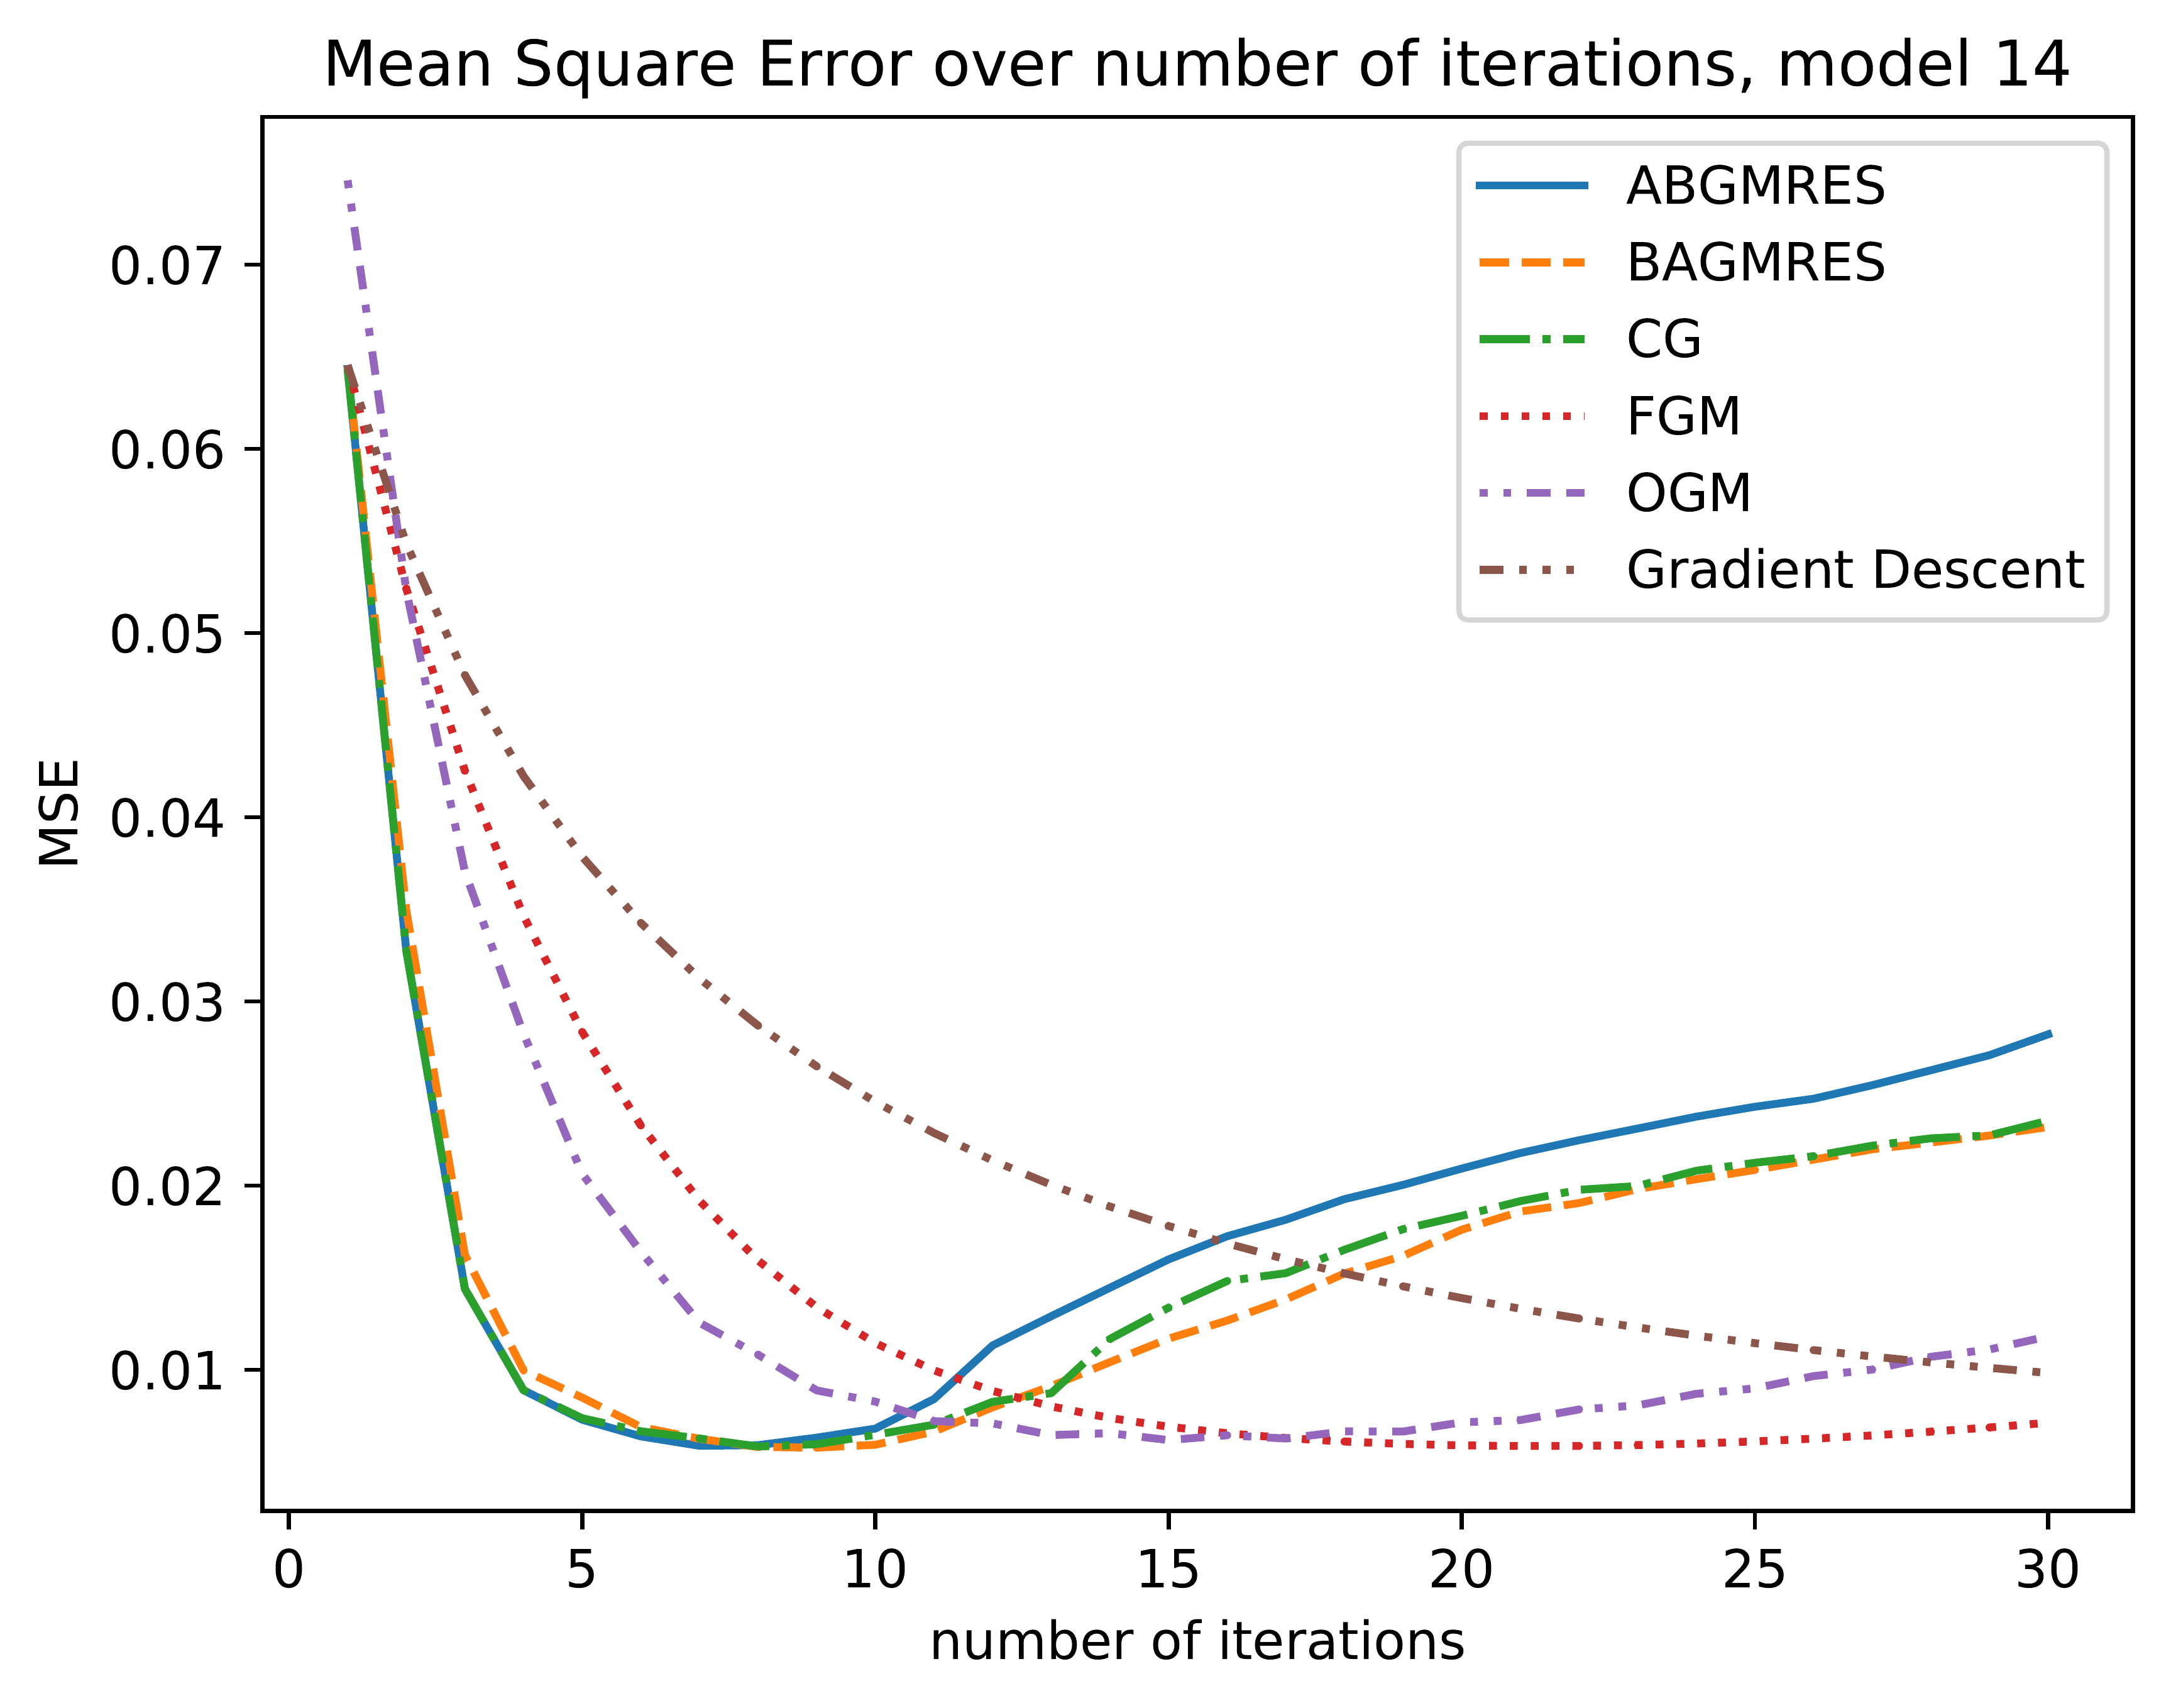 Mean Square Error over number of iterations, model 14
ABGMRES
BAGMRES
CG
FGM
OGM
Gradient Descent
MSE
0.07
0.06
0.05
0.04
0.03
0.02
0.01
0 5 10 15 20 25 30
number of iterations